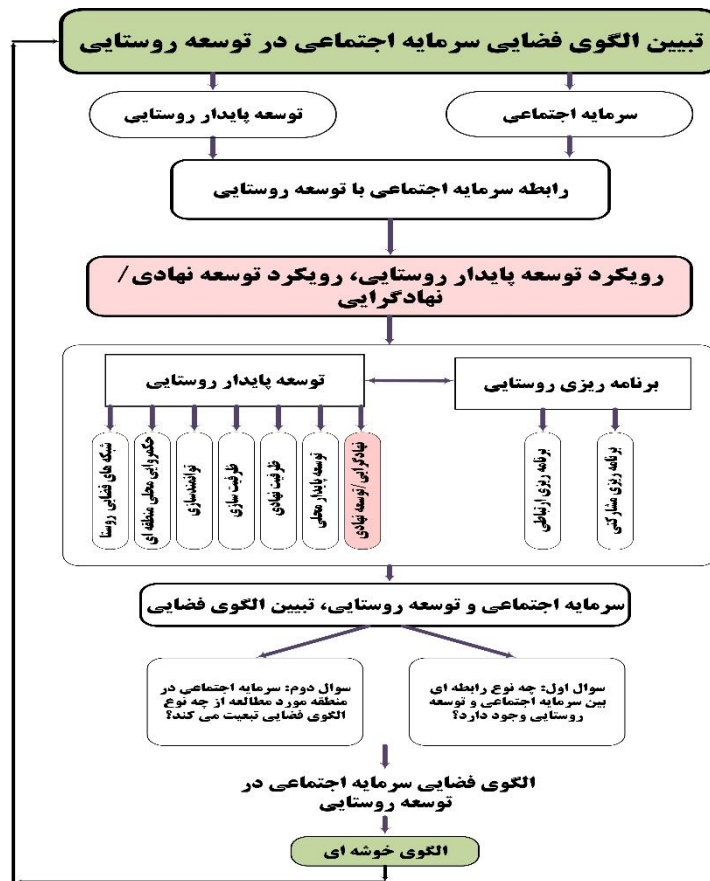 تبیین الگوی فضایی سرمایه اجتماعی در توسعه روستایی
سرمایه اجتماعی
توسعه پایدار روستایی
رابطه سرمایه اجتماعی با توسعه روستایی
رویکرد توسعه پایدار روستایی، رویکرد توسعه نهادی/
نهادگرایی
برنامه ریزی روستایی
توسعه پایدار روستایی
برنامه ریزی مشارکتی
برنامه ریزی ارتباطی
نهادگرایی/توسعه نهادی
توسعه پایدار محلی
ظرفیت نهادی
ظرفیت سازی
توانمندسازی
حکمروایی محلی منطقه ای
شبکه های فضایی روستا
سرمایه اجتماعی و توسعه روستایی، تبیین الگوی فضایی
سوال اول: چه نوع رابطه ای
بین سرمایه اجتماعی و توسعه
روستایی وجود دارد؟
سوال دوم: سرمایه اجتماعی در
منطقه مورد مطالعه از چه نوع
الگوی فضایی تبعیت می کند؟
الگوی فضایی سرمایه اجتماعی در
توسعه روستایی
الگوی خوشه ای